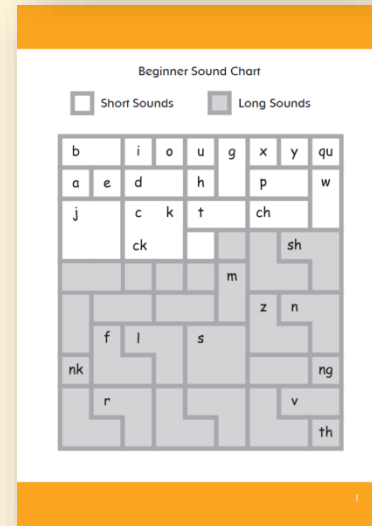 Beginner Sound Chart
Short Sounds Long Sounds
b i o u g x y qu
a e d h p w
j c k t ch
ck sh
m
z n
f l s
nk ng
r v
th
1